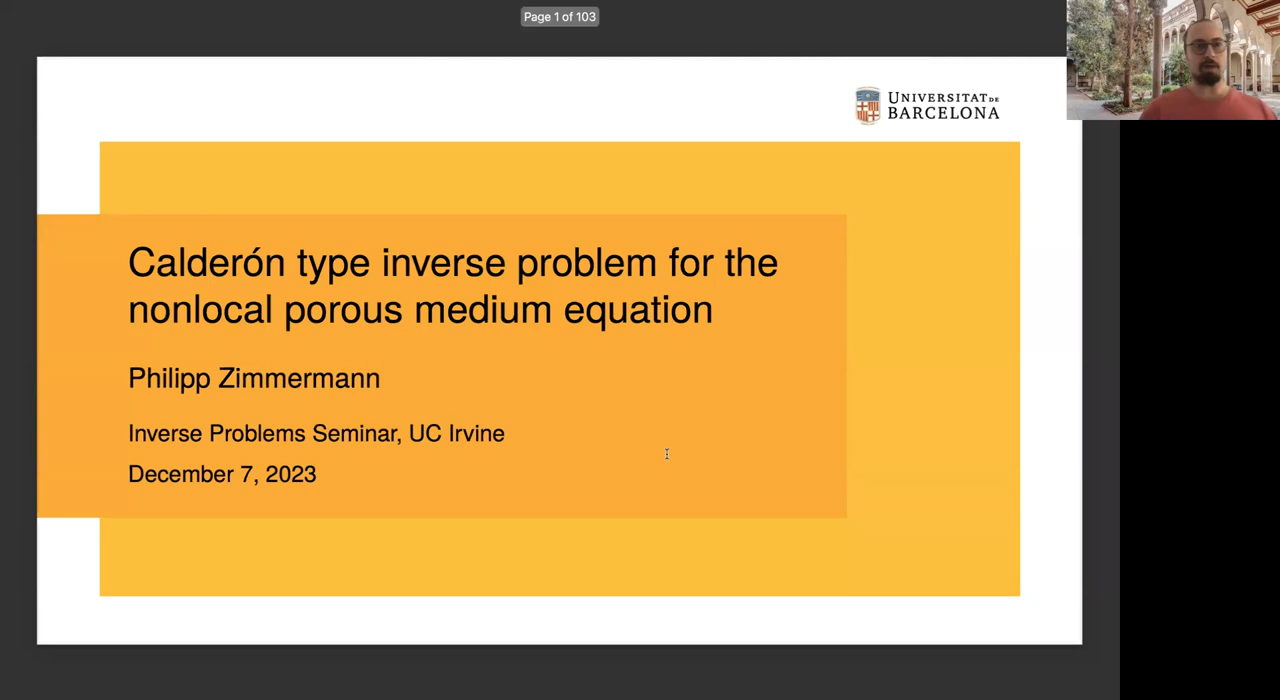 Page 1 of 103
UNIVERSITAT DE
BARCELONA
Calderón type inverse problem for the
nonlocal porous medium equation
Philipp Zimmermann
Inverse Problems Seminar, UC Irvine
December 7, 2023